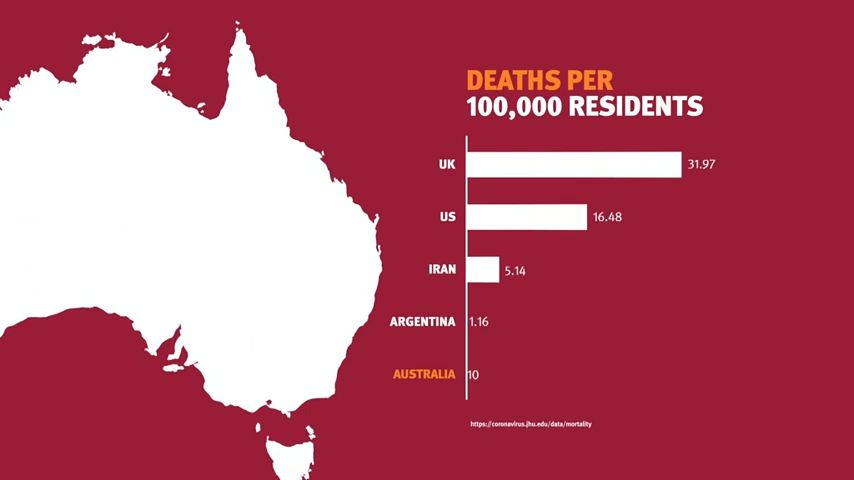 DEATHS PER
100,000 RESIDENTS
UK 31.97
US 16.48
IRAN 5.14
ARGENTINA 1.16
AUSTRALIA 10
https://coronavirus.jhu.edu/data/mortality